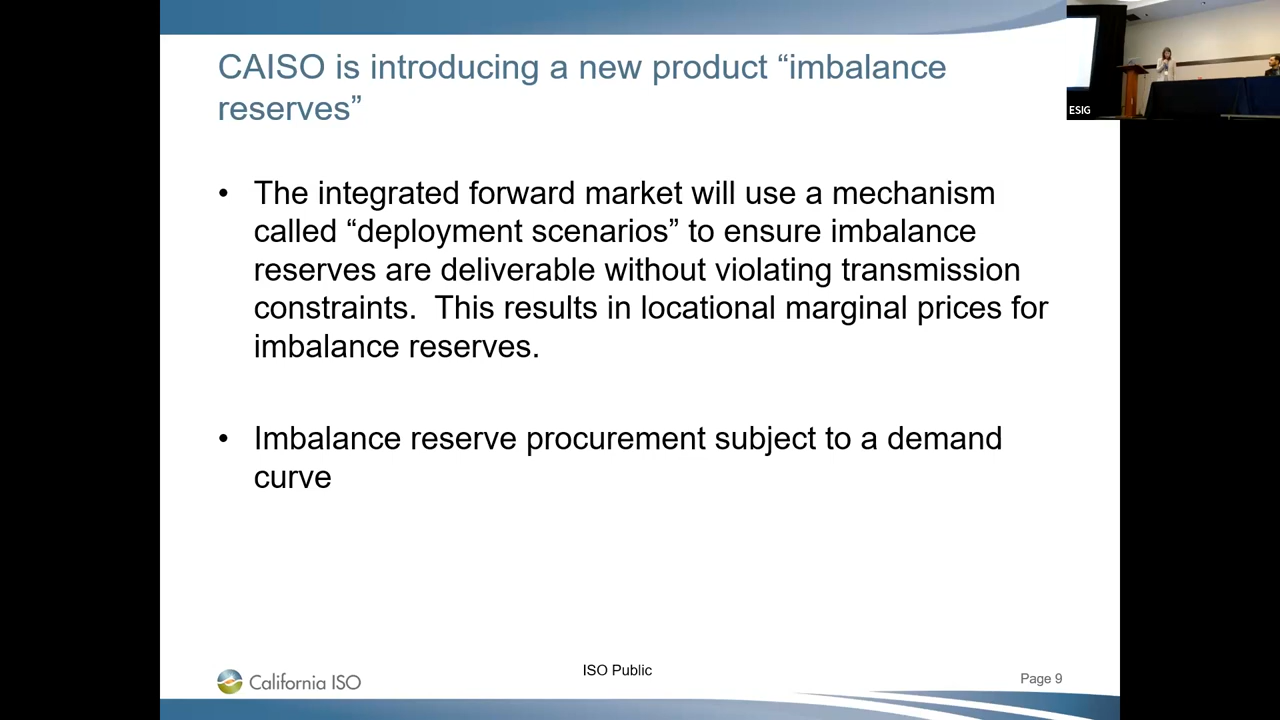 CAISO is introducing a new product “imbalance
reserves”
ESIG
• The integrated forward market will use a mechanism
called “deployment scenarios” to ensure imbalance
reserves are deliverable without violating transmission
constraints.  This results in locational marginal prices for
imbalance reserves.
• Imbalance reserve procurement subject to a demand
curve
California ISO
ISO Public
Page 9